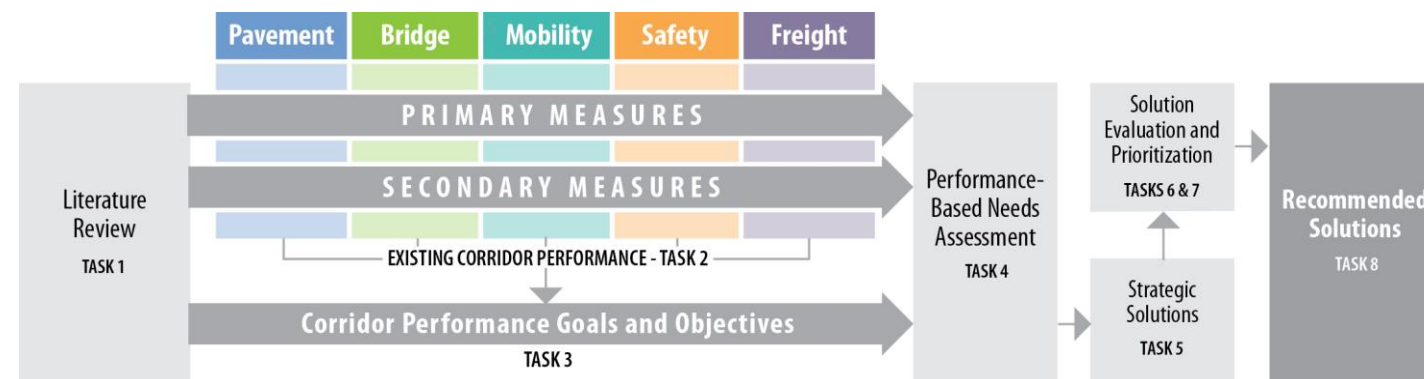 Pavement
Bridge
Mobility
Safety
Freight
PRIMARY MEASURES
SECONDARY MEASURES
Literature
Review
TASK 1
EXISTING CORRIDOR PERFORMANCE - TASK 2
Corridor Performance Goals and Objectives
TASK 3
Performance-
Based Needs
Assessment
TASK 4
Solution
Evaluation and
Prioritization
TASKS 6 & 7
Strategic
Solutions
TASK 5
Recommended
Solutions
TASK 8